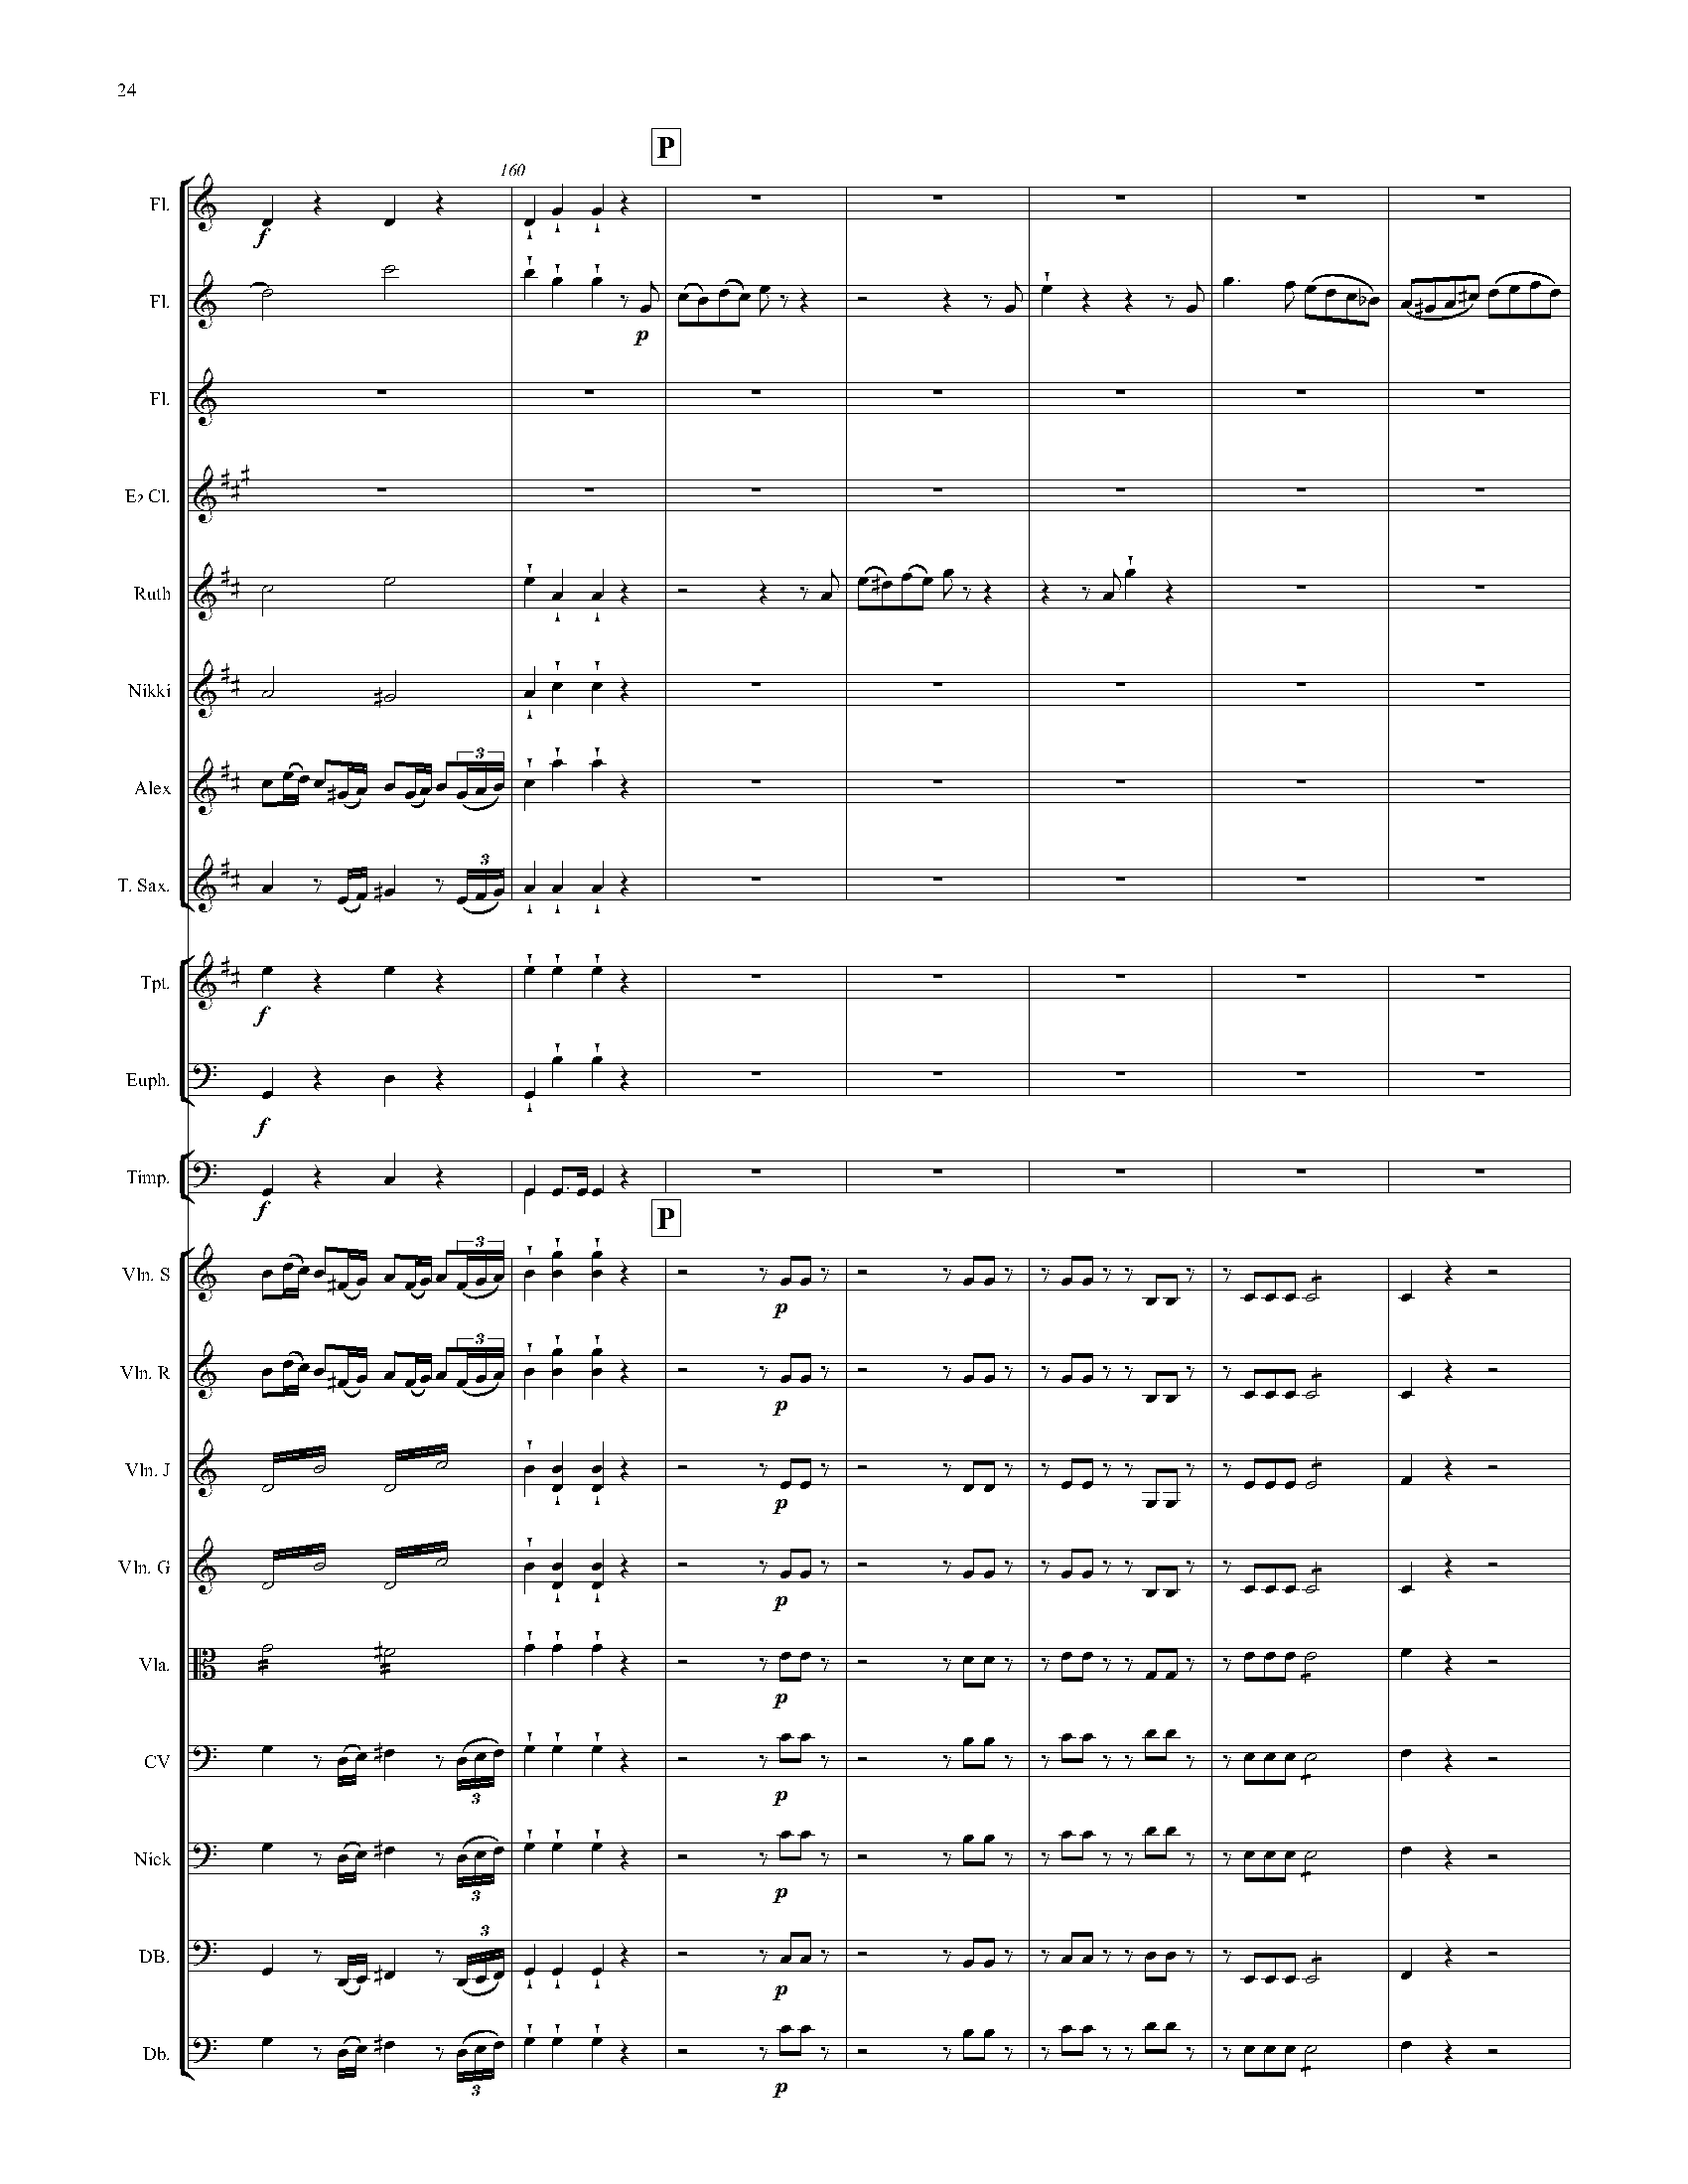 24
P
160
Fl.
f
Fl.
p
Fl.
E♭ Cl.
Ruth
Nikki
Alex
3
T. Sax.
3
Tpt.
f
Euph.
f
Timp.
f
P
Vln. S
3
p
Vln. R
3
p
Vln. J
p
Vln. G
p
Vla.
p
CV
3
p
Nick
3
p
DB.
3
p
Db.
3
p